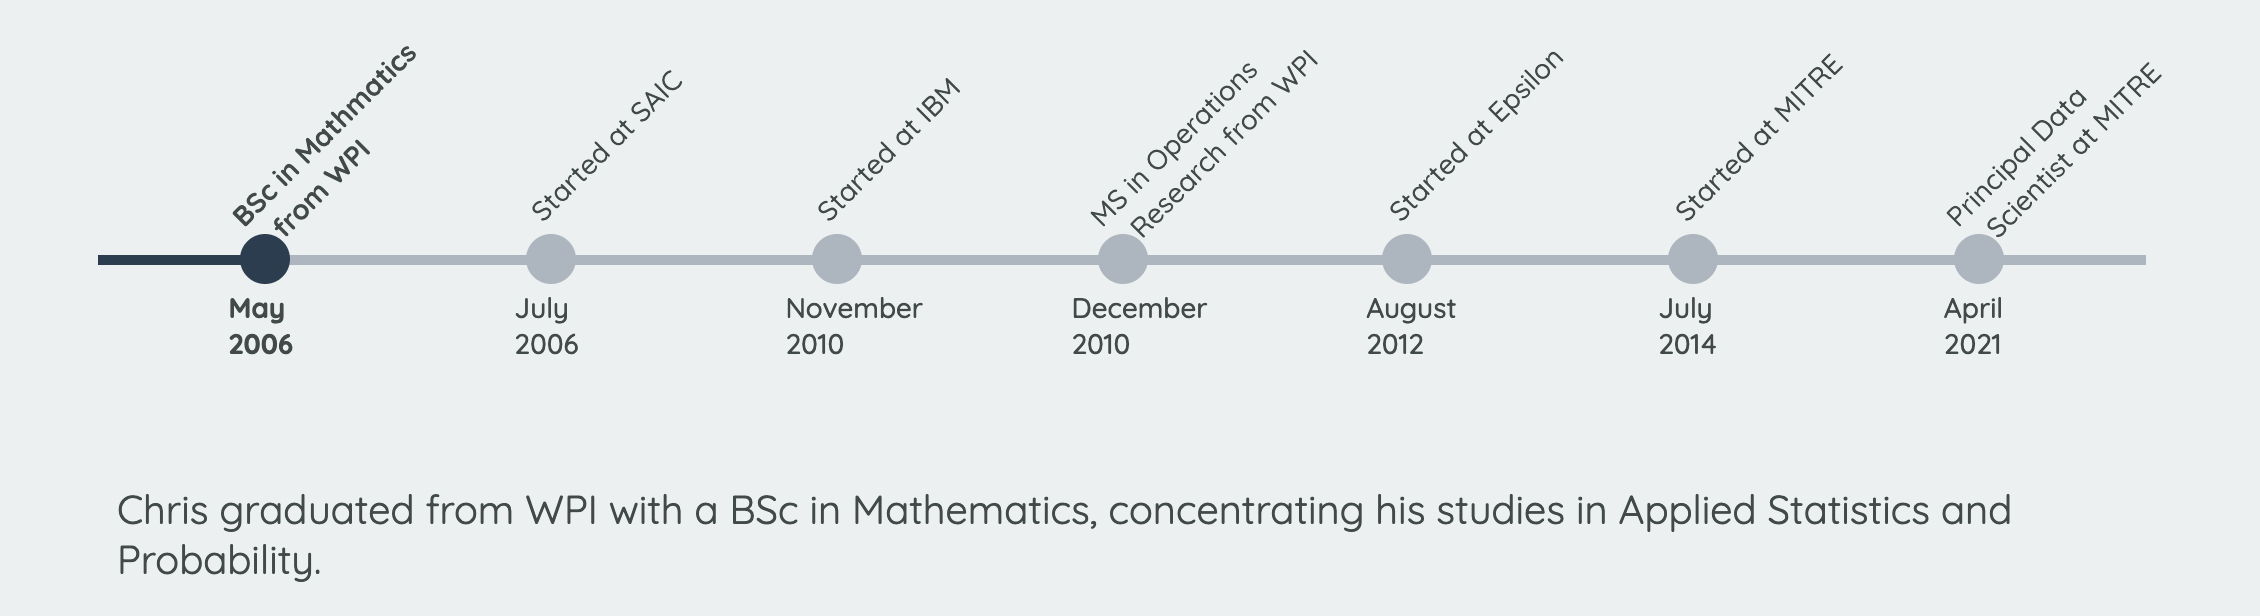 BSc in Mathmatics
from WPI
Started at SAIC
Started at IBM
MS in Operations
Research from WPI
Started at Epsilon
Started at MITRE
Principal Data
Scientist at MITRE
May
2006
July
2006
November
2010
December
2010
August
2012
July
2014
April
2021
Chris graduated from WPI with a BSc in Mathematics, concentrating his studies in Applied Statistics and
Probability.